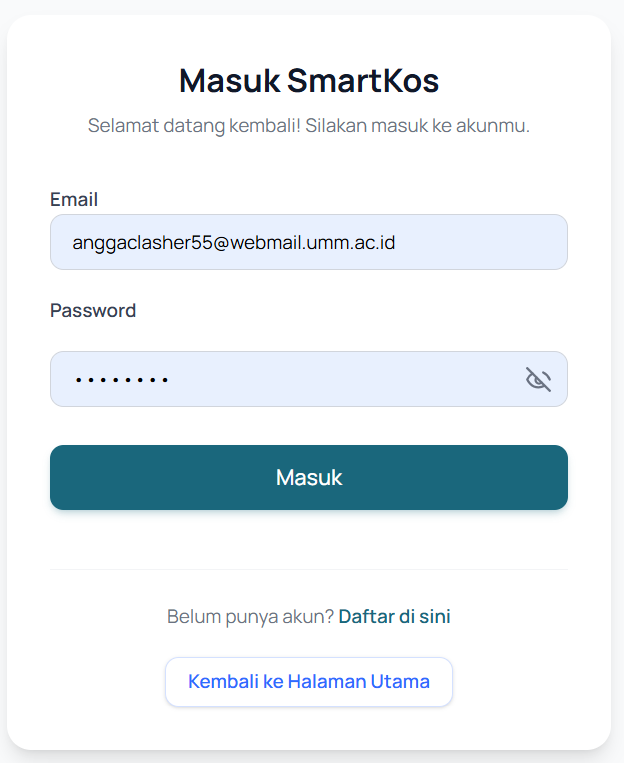 Masuk SmartKos
Selamat datang kembali! Silakan masuk ke akunmu.
Email
anggaclasher55@webmail.umm.ac.id
Password
••••••••
Masuk
Belum punya akun? Daftar di sini
Kembali ke Halaman Utama